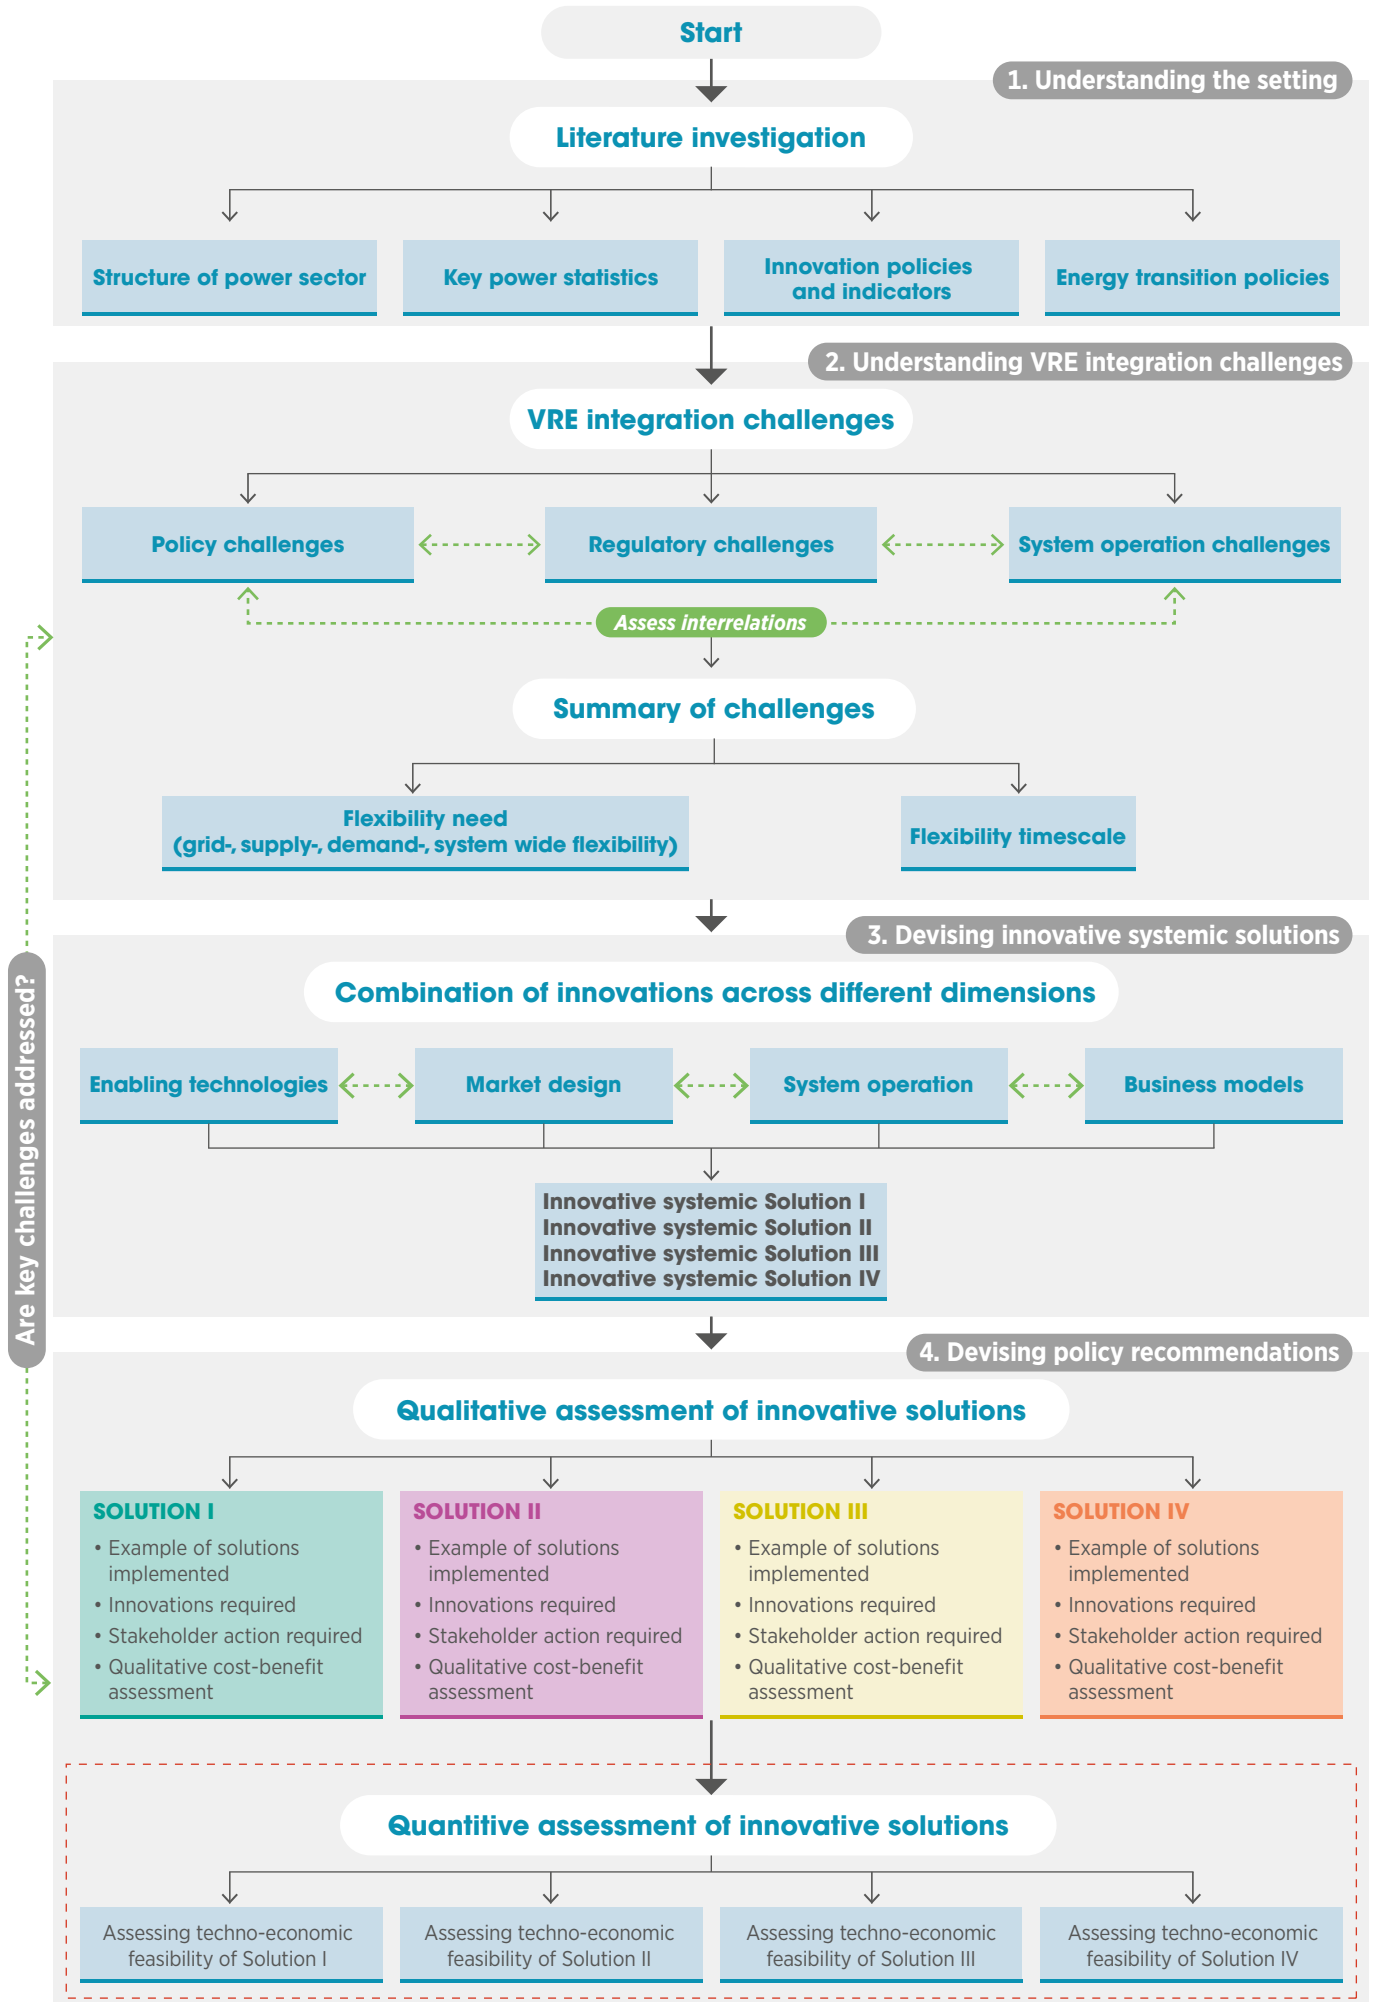 Start
1. Understanding the setting
Literature investigation
Structure of power sector
Key power statistics
Innovation policies
and indicators
Energy transition policies
2. Understanding VRE integration challenges
VRE integration challenges
Policy challenges
Regulatory challenges
System operation challenges
Assess interrelations
Summary of challenges
Flexibility need
(grid-, supply-, demand-, system wide flexibility)
Flexibility timescale
Are key challenges addressed?
3. Devising innovative systemic solutions
Combination of innovations across different dimensions
Enabling technologies
Market design
System operation
Business models
Innovative systemic Solution I
Innovative systemic Solution II
Innovative systemic Solution III
Innovative systemic Solution IV
4. Devising policy recommendations
Qualitative assessment of innovative solutions
SOLUTION I
• Example of solutions
implemented
• Innovations required
• Stakeholder action required
• Qualitative cost-benefit
assessment
SOLUTION II
• Example of solutions
implemented
• Innovations required
• Stakeholder action required
• Qualitative cost-benefit
assessment
SOLUTION III
• Example of solutions
implemented
• Innovations required
• Stakeholder action required
• Qualitative cost-benefit
assessment
SOLUTION IV
• Example of solutions
implemented
• Innovations required
• Stakeholder action required
• Qualitative cost-benefit
assessment
Quantitive assessment of innovative solutions
Assessing techno-economic
feasibility of Solution I
Assessing techno-economic
feasibility of Solution II
Assessing techno-economic
feasibility of Solution III
Assessing techno-economic
feasibility of Solution IV